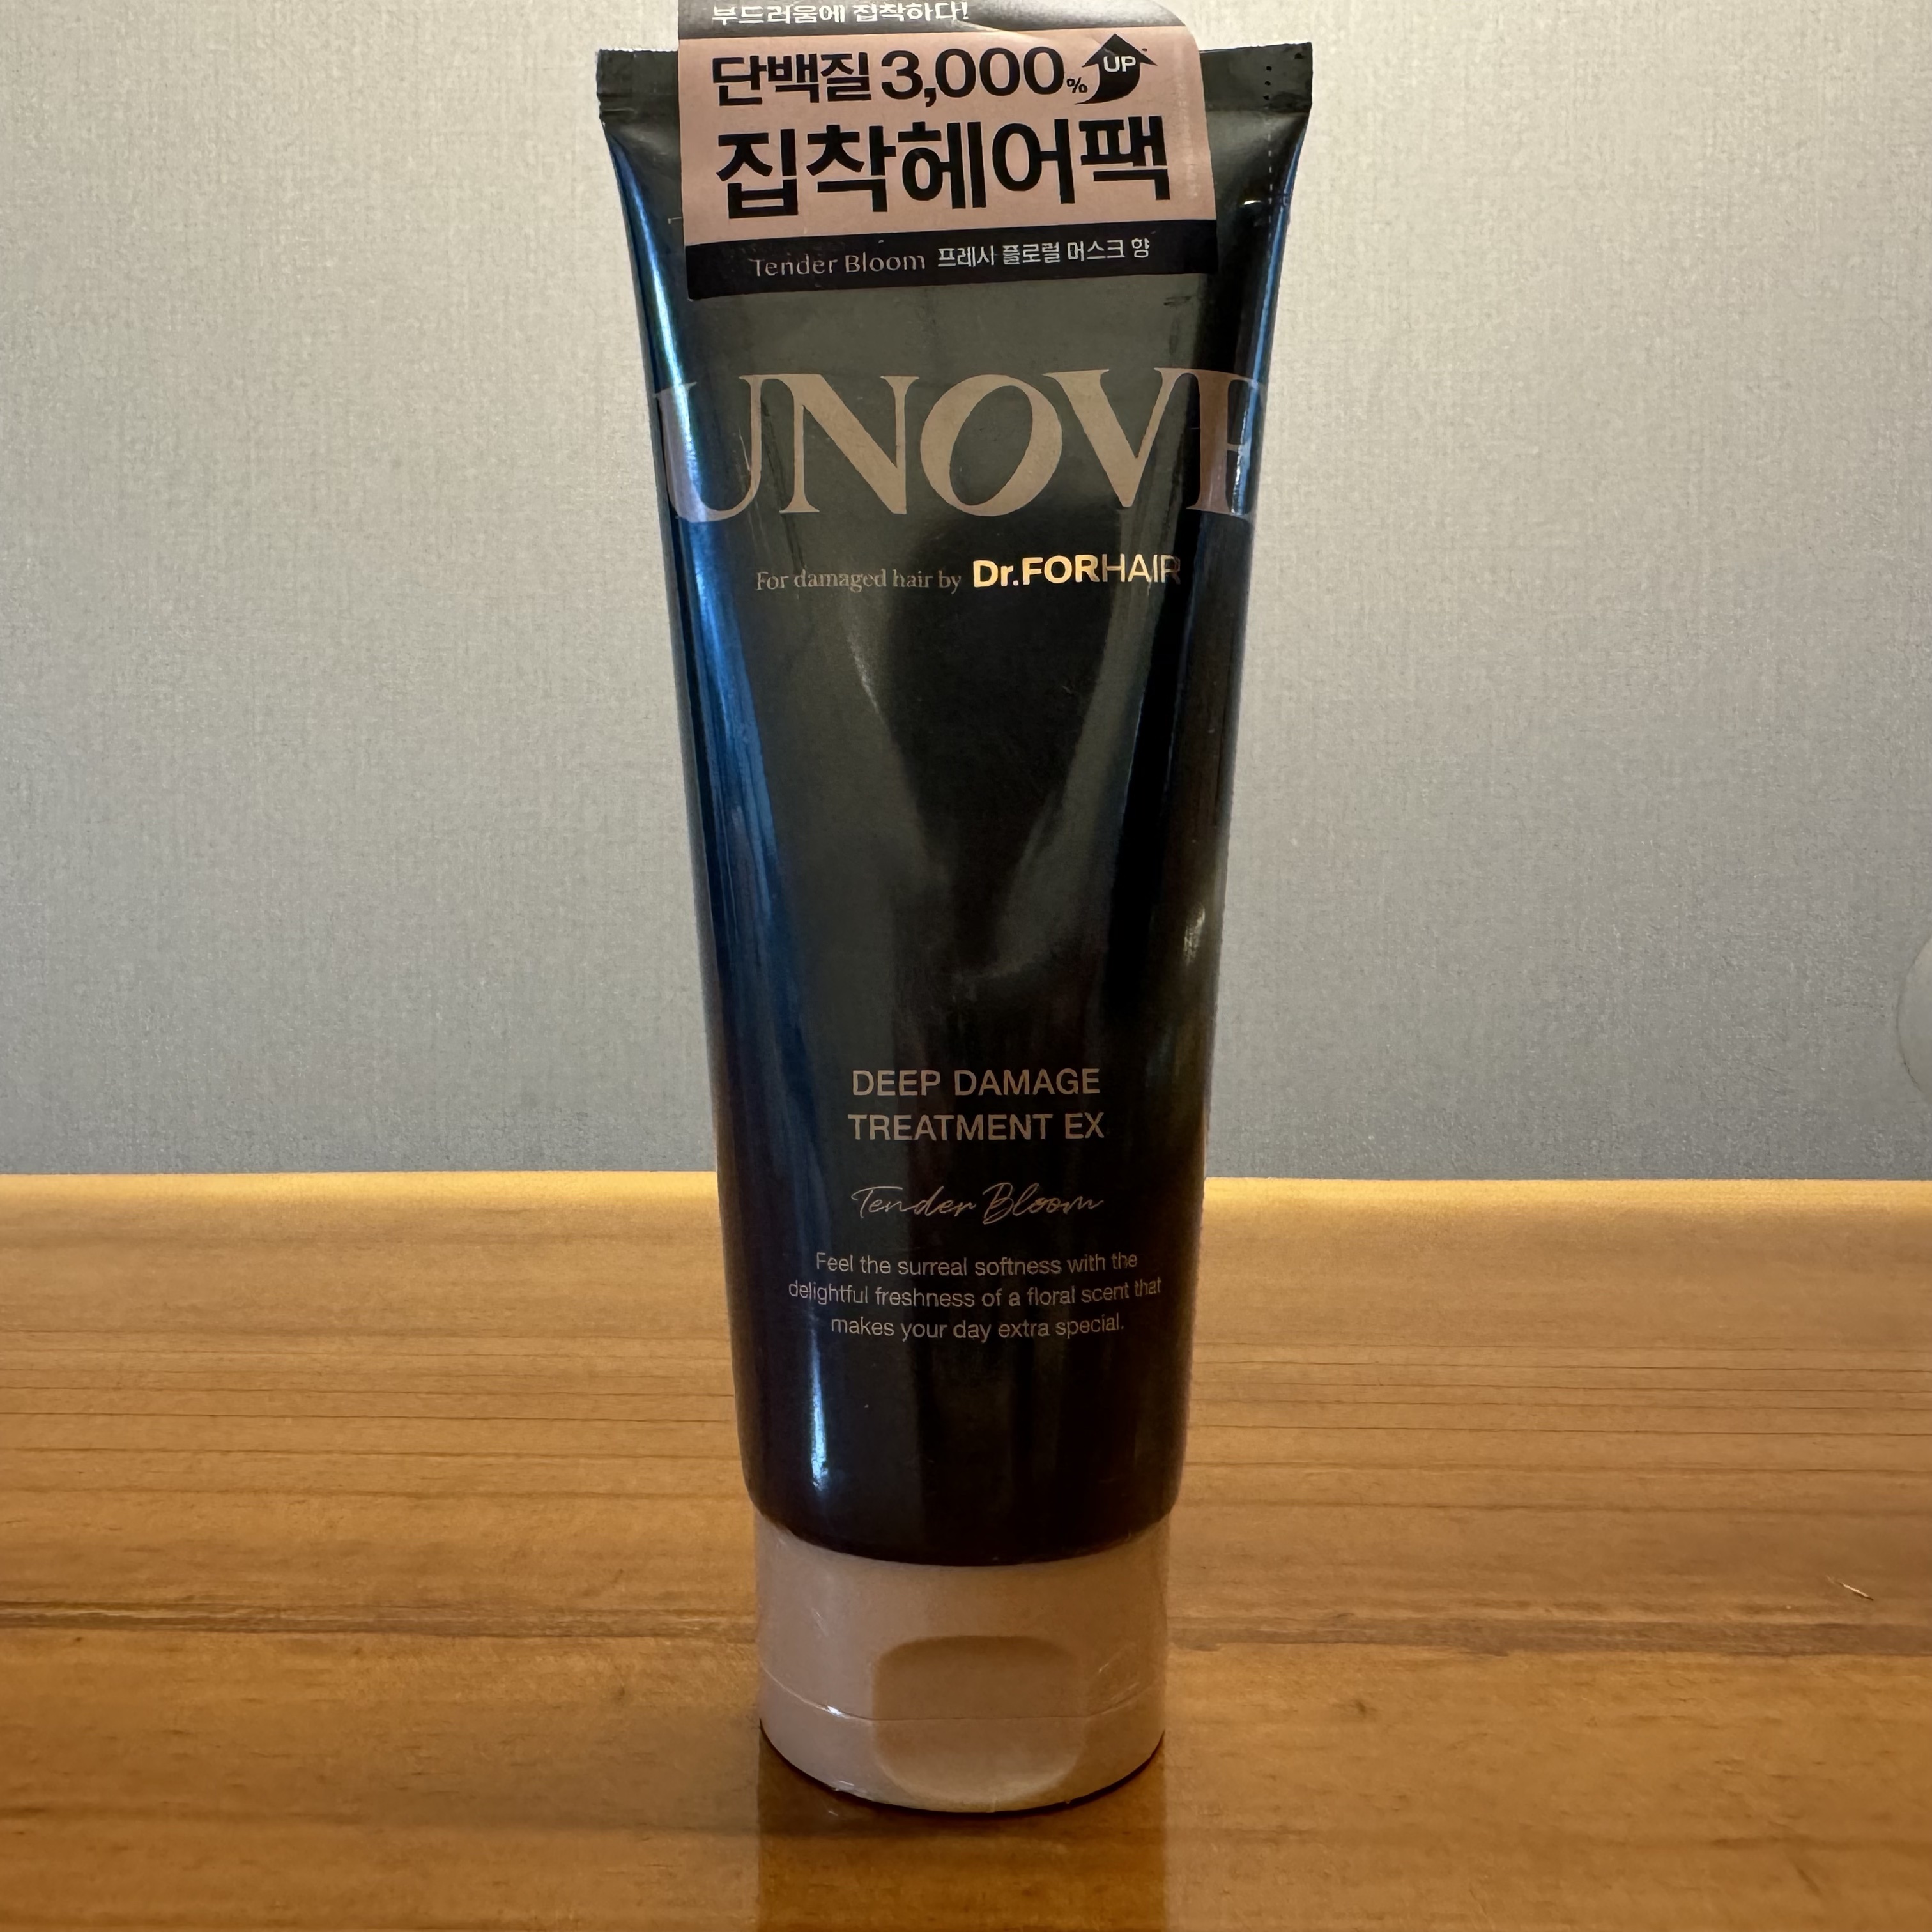 부드러움에 집착하다!
단백질 3,000% UP
집착헤어팩
Tender Bloom 프레시 플로럴 머스크 향
UNOVE
For damaged hair by Dr.FORHAIR
DEEP DAMAGE
TREATMENT EX
Tender Bloom
Feel the surreal softness with the
delightful freshness of a floral scent that
makes your day extra special.